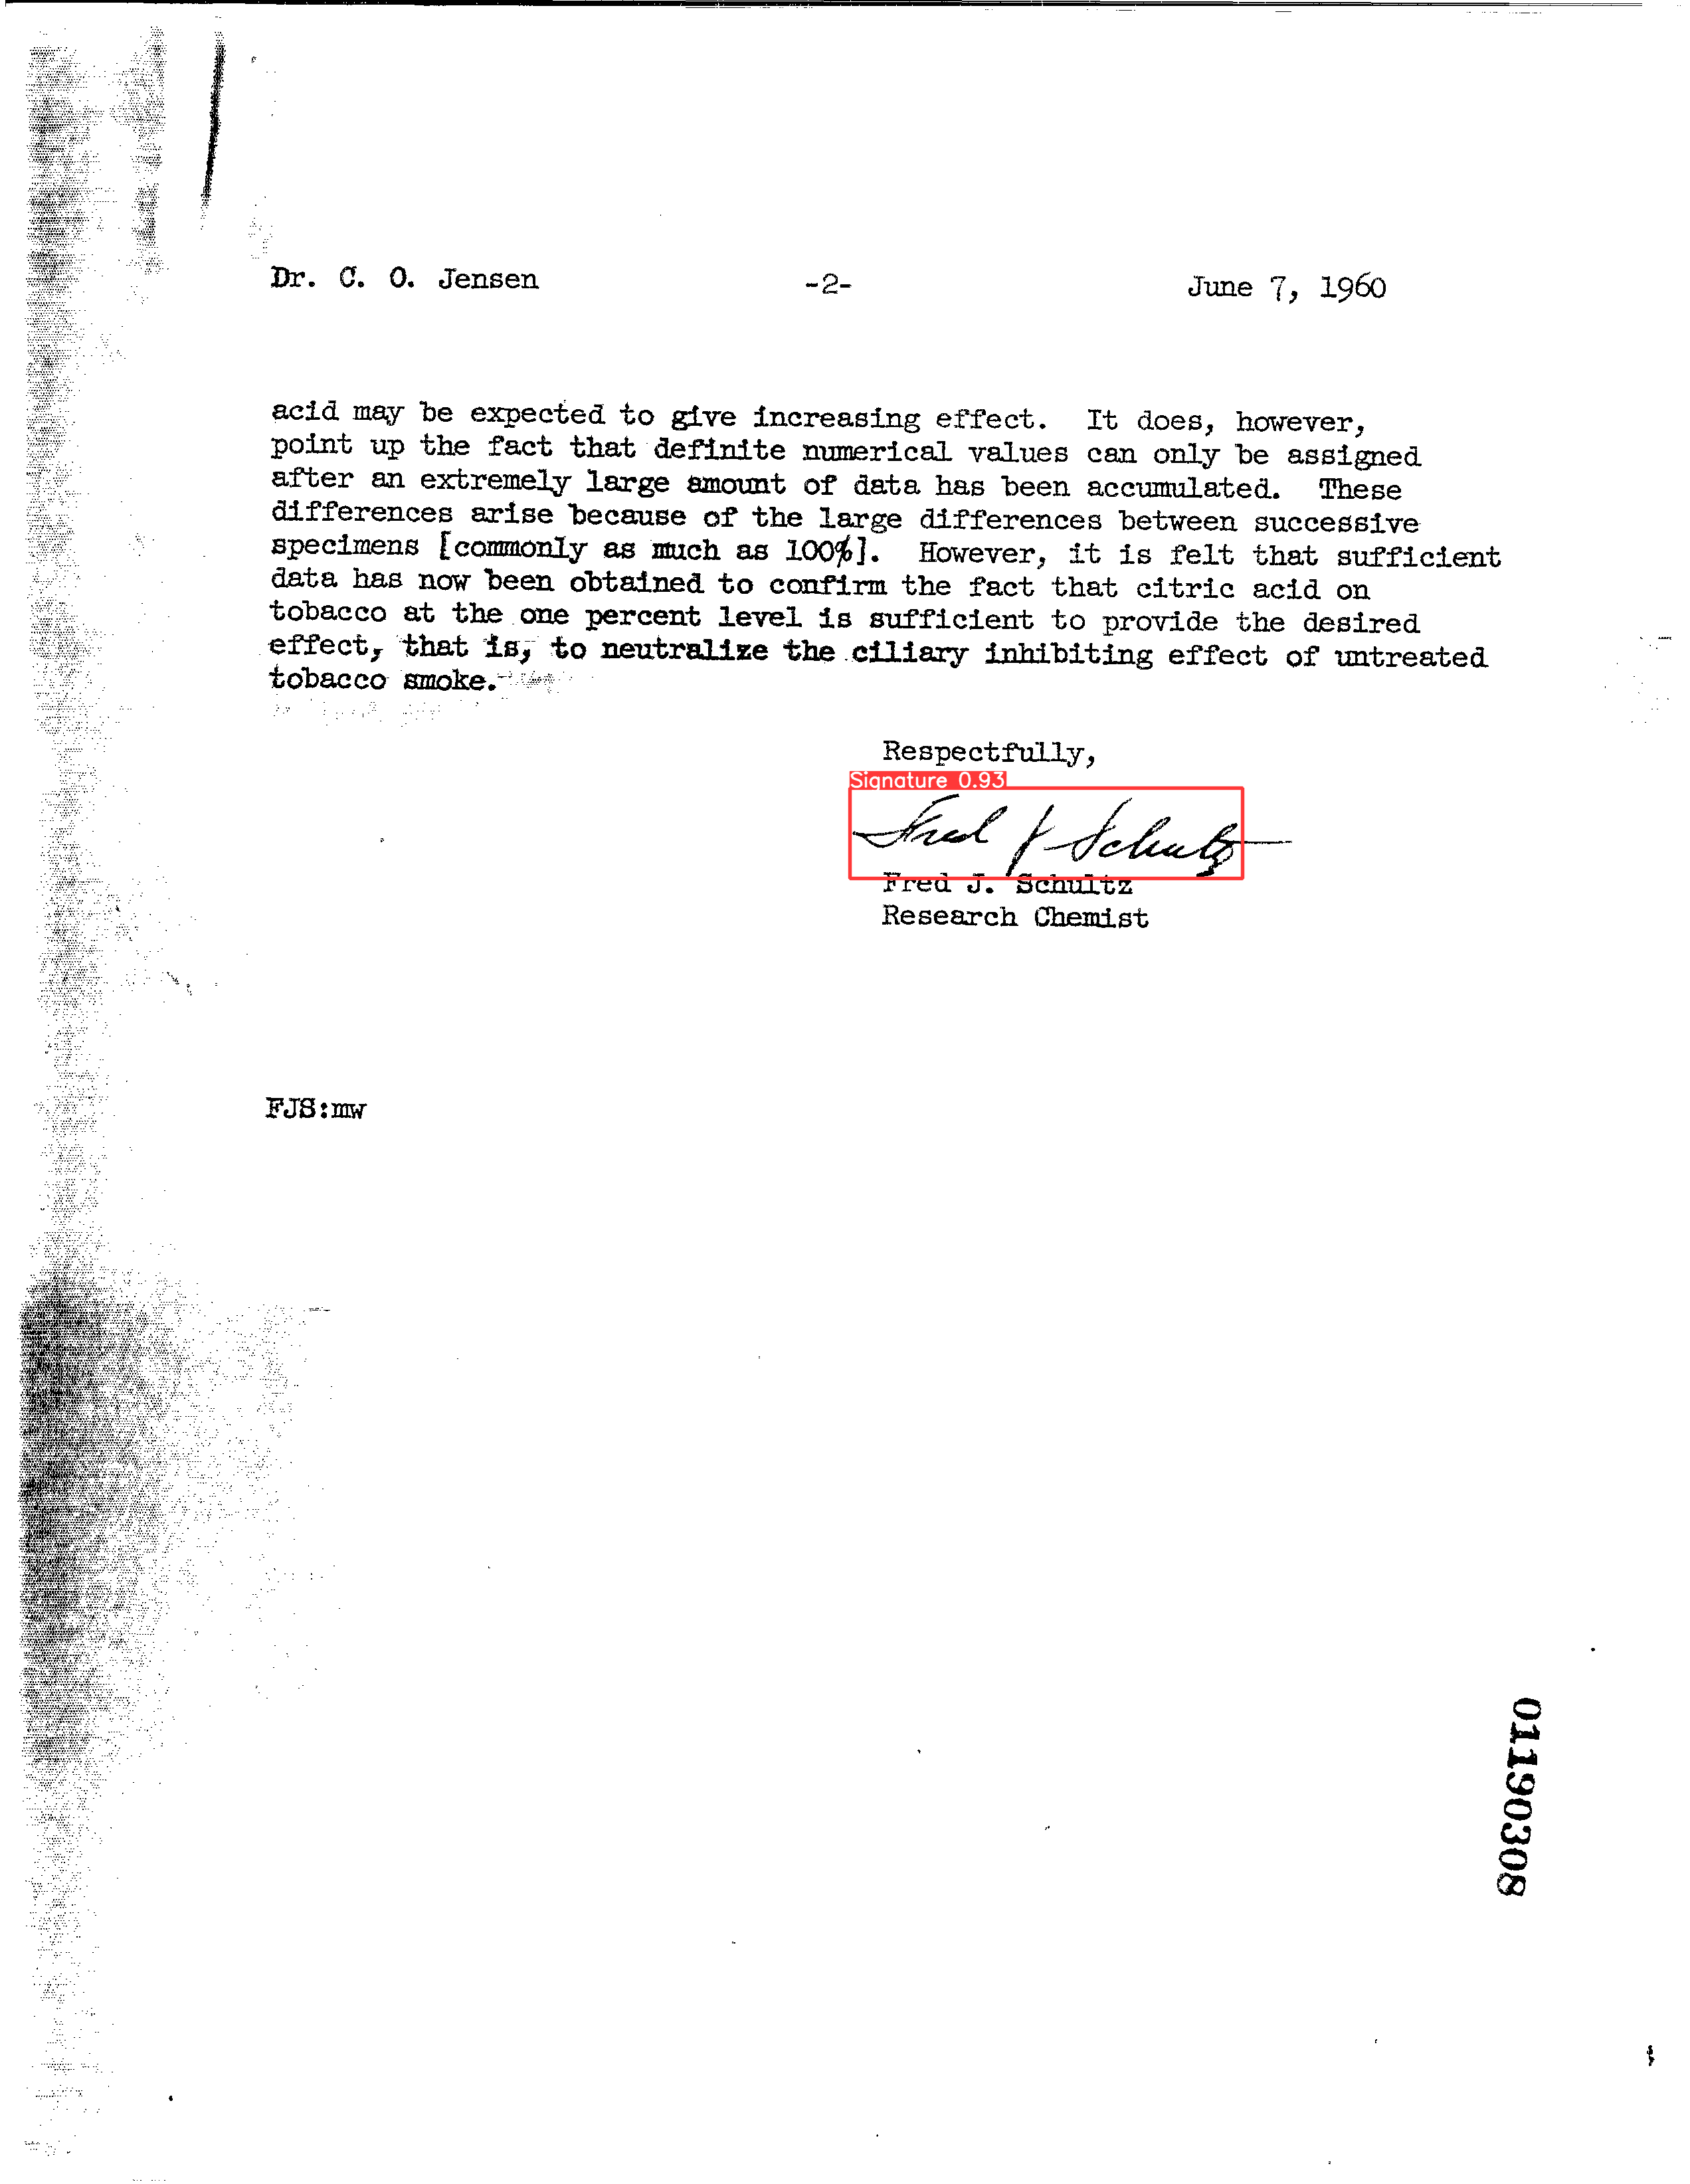 Dr. C. O. Jensen -2- June 7, 1960
acid may be expected to give increasing effect. It does, however,
point up the fact that definite numerical values can only be assigned
after an extremely large amount of data has been accumulated. These
differences arise because of the large differences between successive
specimens [commonly as much as 100%]. However, it is felt that sufficient
data has now been obtained to confirm the fact that citric acid on
tobacco at the one percent level is sufficient to provide the desired
effect, that is, to neutralize the ciliary inhibiting effect of untreated
tobacco smoke.
Respectfully,
Signature 0.93
Fred J Schultz
Fred J. Schultz
Research Chemist
FJS:mw
01190308